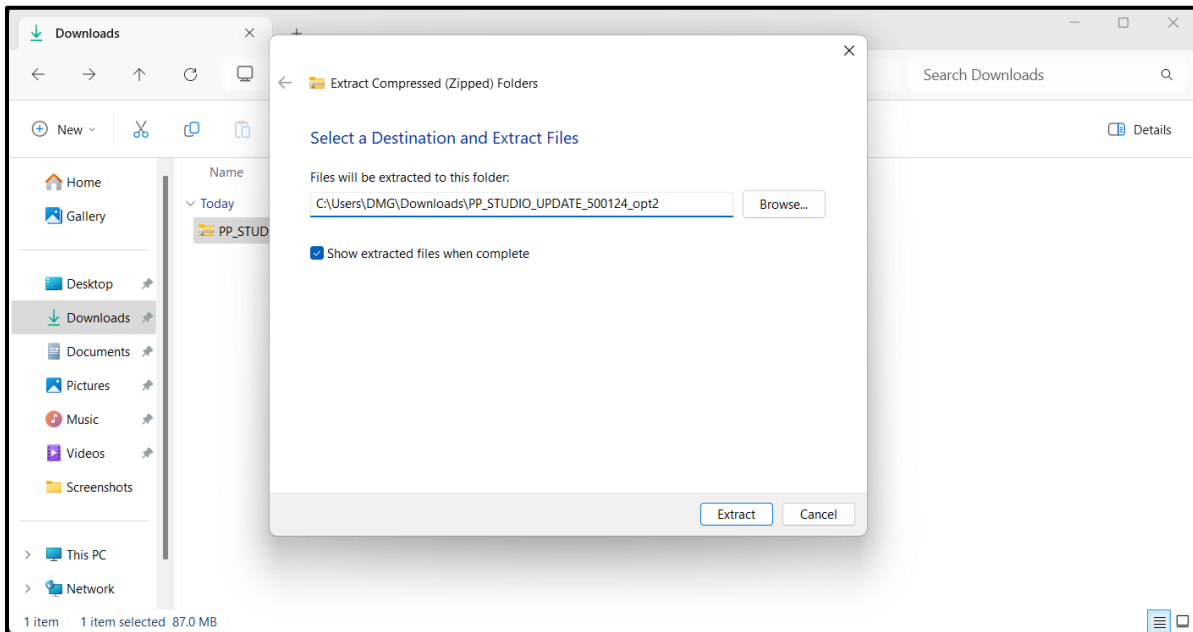 Downloads
Extract Compressed (Zipped) Folders
Search Downloads
New
Details
Select a Destination and Extract Files
Files will be extracted to this folder:
C:\Users\DMG\Downloads\PP_STUDIO_UPDATE_500124_opt2
Browse...
Show extracted files when complete
Extract
Cancel
Home
Gallery
Desktop
Downloads
Documents
Pictures
Music
Videos
Screenshots
This PC
Network
Name
Today
PP_STUD
1 item 1 item selected 87.0 MB